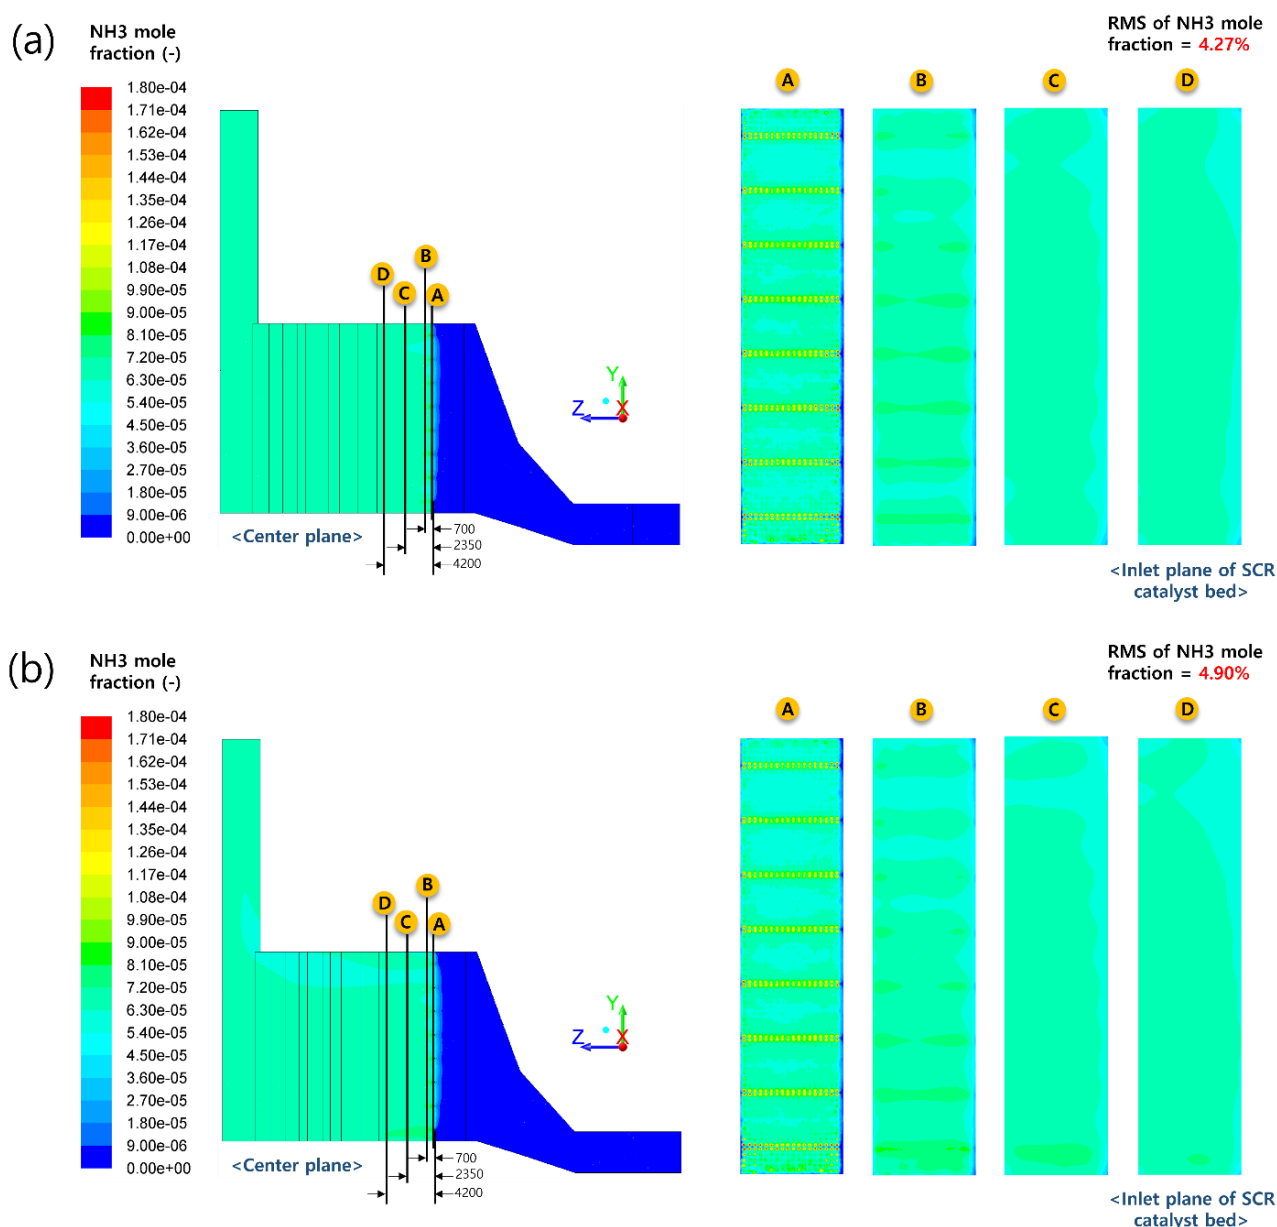 (a)
NH3 mole
fraction (-)
1.80e-04
1.71e-04
1.62e-04
1.53e-04
1.44e-04
1.35e-04
1.26e-04
1.17e-04
1.08e-04
9.90e-05
9.00e-05
8.10e-05
7.20e-05
6.30e-05
5.40e-05
4.50e-05
3.60e-05
2.70e-05
1.80e-05
9.00e-06
0.00e+00
B
D
C
A
Y
Z
X
700
2350
4200
<Center plane>
RMS of NH3 mole
fraction = 4.27%
A
B
C
D
<Inlet plane of SCR
catalyst bed>
(b)
NH3 mole
fraction (-)
1.80e-04
1.71e-04
1.62e-04
1.53e-04
1.44e-04
1.35e-04
1.26e-04
1.17e-04
1.08e-04
9.90e-05
9.00e-05
8.10e-05
7.20e-05
6.30e-05
5.40e-05
4.50e-05
3.60e-05
2.70e-05
1.80e-05
9.00e-06
0.00e+00
B
D
C
A
Y
Z
X
700
2350
4200
<Center plane>
RMS of NH3 mole
fraction = 4.90%
A
B
C
D
<Inlet plane of SCR
catalyst bed>